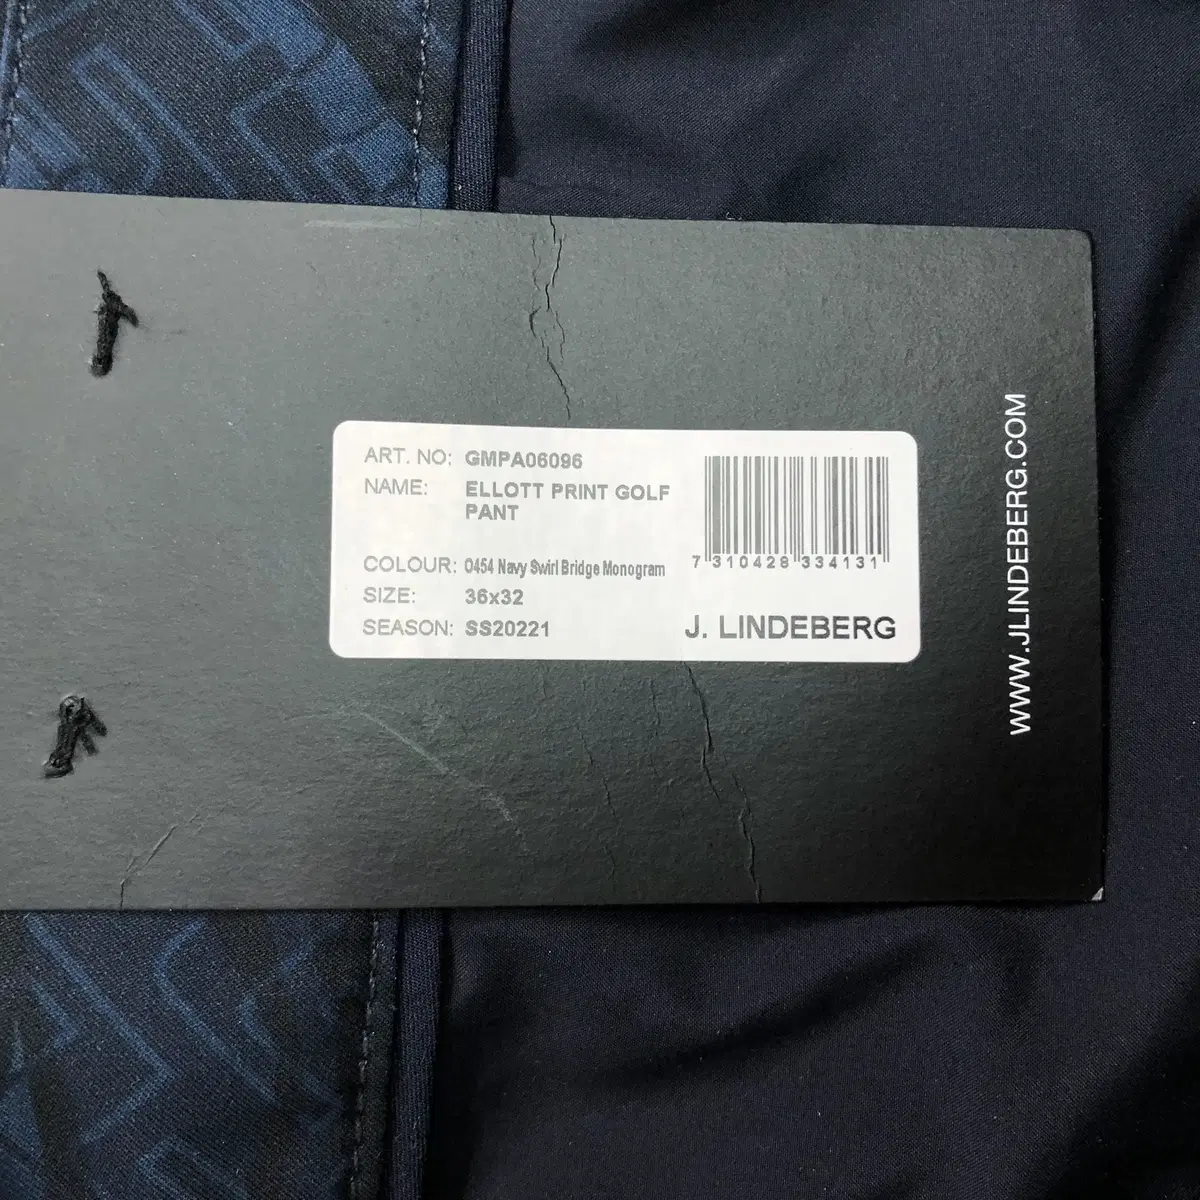 ART. NO: GMPA06096
NAME: ELLOTT PRINT GOLF
PANT
COLOUR: 0454 Navy Swirl Bridge Monogram
SIZE: 36x32
SEASON: SS20221
7 310428 334131
J. LINDEBERG
WWW.JLINDEBERG.COM